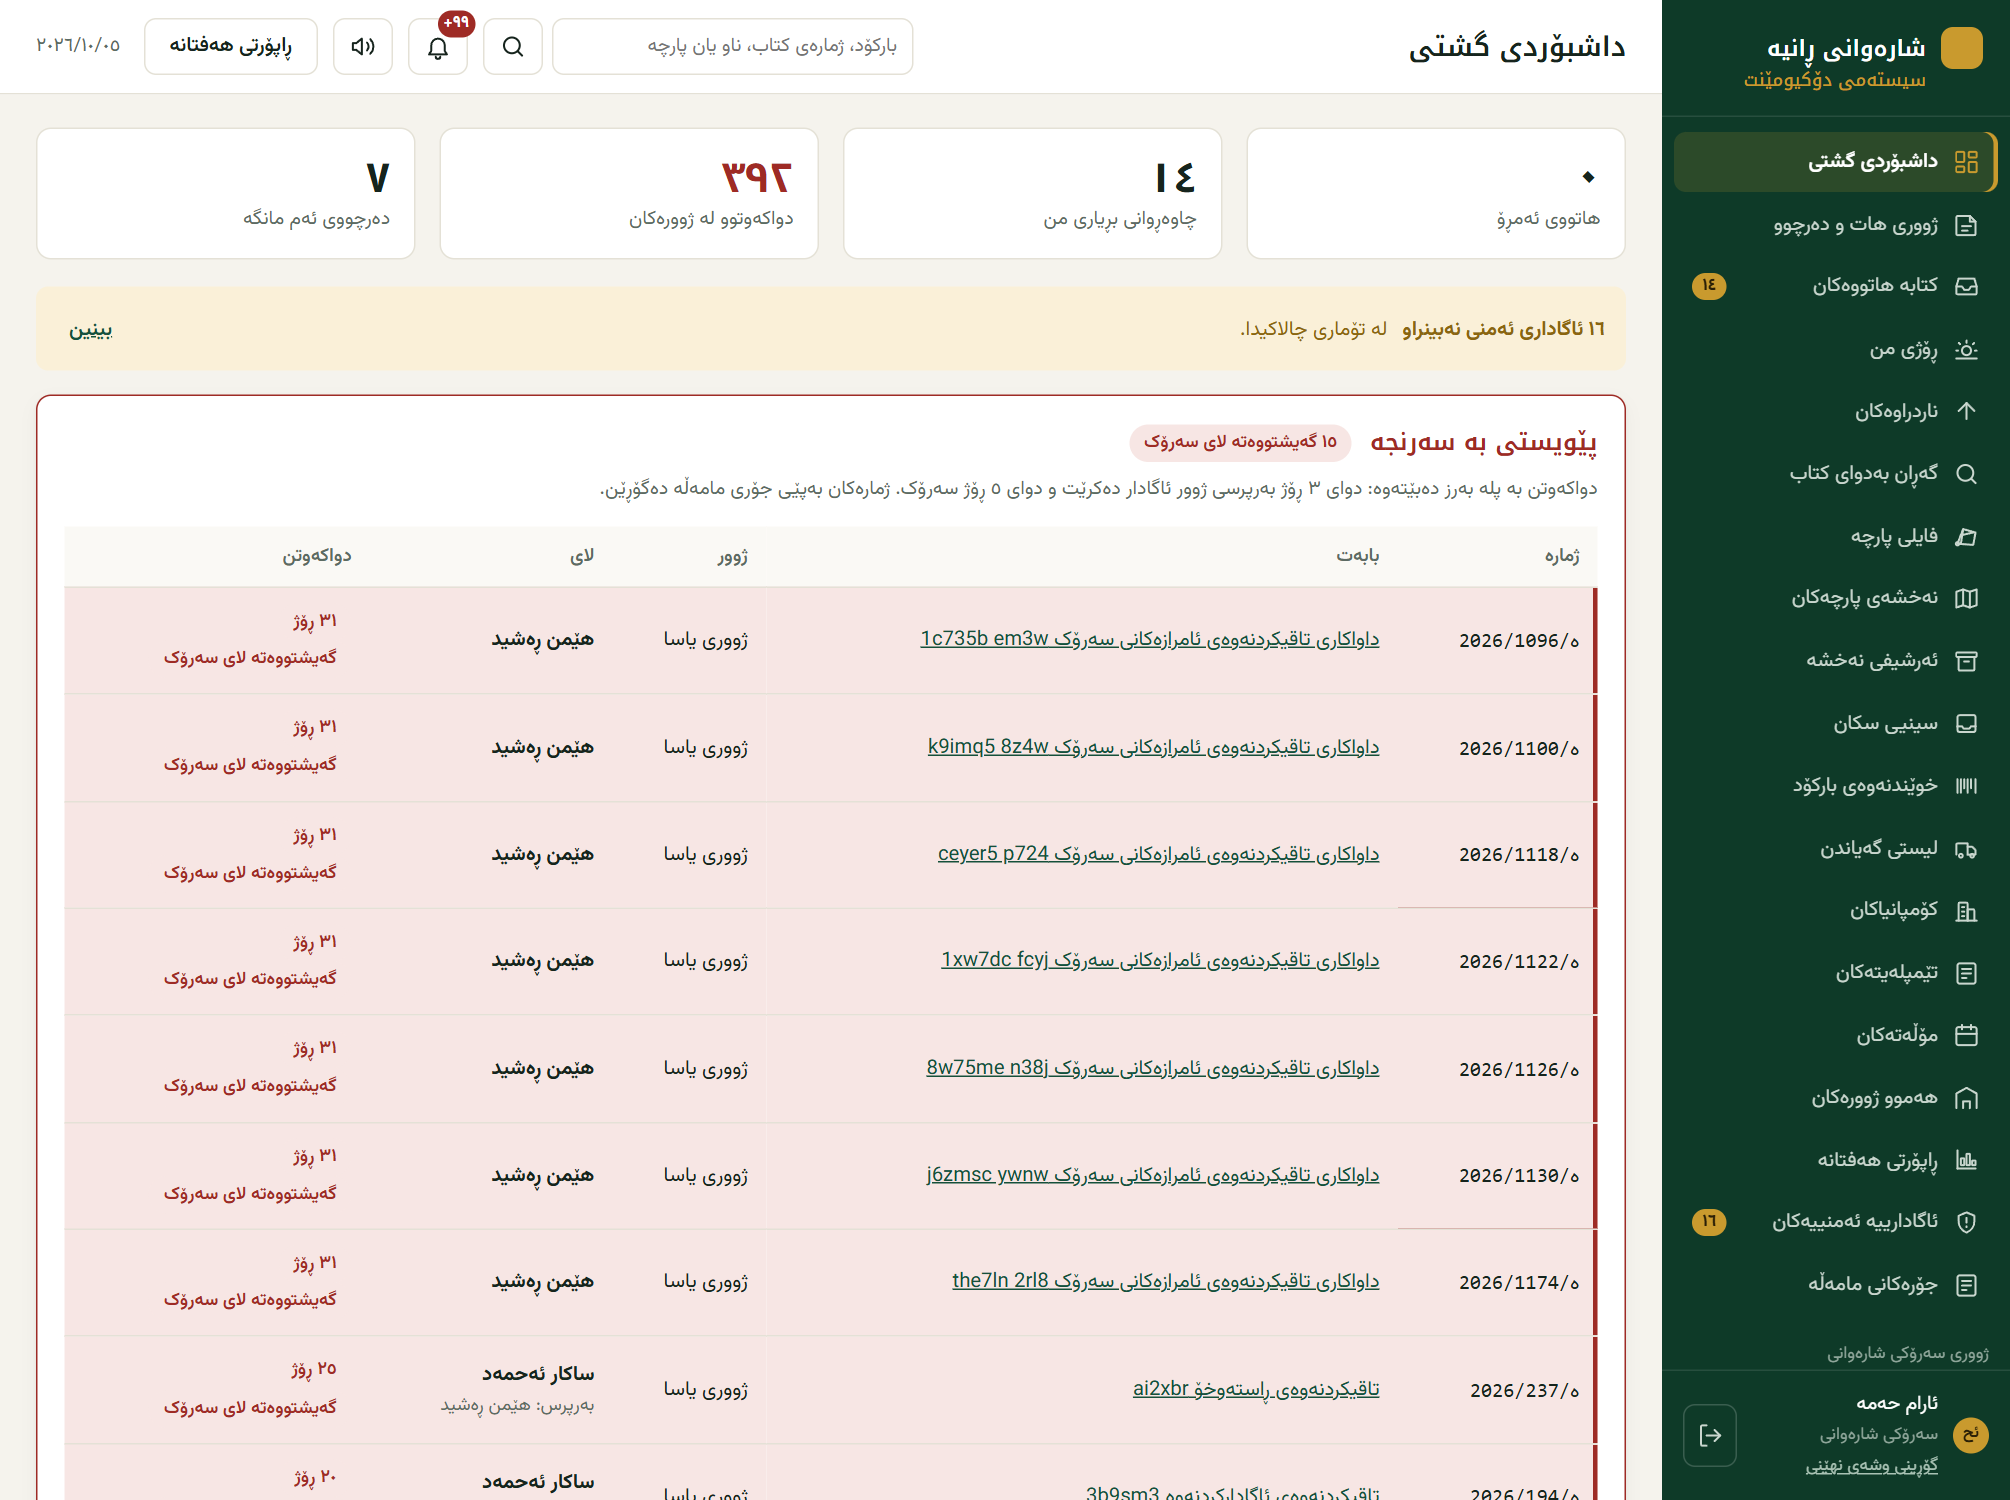 شارەوانی ڕانیە
سیستەمی دۆکیومێنت
داشبۆردی گشتی
ژووری هات و دەرچوو
کتابە هاتووەکان ١٤
ڕۆژی من
ناردراوەکان
گەڕان بەدوای کتاب
فایلی پارچە
نەخشەی پارچەکان
ئەرشیفی نەخشە
سینیی سکان
خوێندنەوەی بارکۆد
لیستی گەیاندن
کۆمپانیاکان
تێمپلەیتەکان
مۆڵەتەکان
هەموو ژوورەکان
ڕاپۆرتی هەفتانە
ئاگادارییە ئەمنییەکان ١٦
جۆرەکانی مامەڵە
ژووری سەرۆکی شارەوانی
ئح
ئارام حەمە
سەرۆکی شارەوانی
گۆڕینی وشەی نهێنی
داشبۆردی گشتی
بارکۆد، ژمارەی کتاب، ناو یان پارچە
٩٩+
ڕاپۆرتی هەفتانە
٢٠٢٦/١٠/٠٥
٠
هاتووی ئەمڕۆ
١٤
چاوەڕوانی بڕیاری من
٣٩٢
دواکەوتوو لە ژوورەکان
٧
دەرچووی ئەم مانگە
١٦ ئاگاداری ئەمنی نەبینراو لە تۆماری چالاکیدا.
بینین
پێویستی بە سەرنجە ١٥ گەیشتووەتە لای سەرۆک
دواکەوتن بە پلە بەرز دەبێتەوە: دوای ٣ ڕۆژ بەرپرسی ژوور ئاگادار دەکرێت و دوای ٥ ڕۆژ سەرۆک. ژمارەکان بەپێی جۆری مامەڵە دەگۆڕێن.
ژمارە بابەت ژوور لای دواکەوتن
ە/2026/1096 داواکاری تاقیکردنەوەی ئامرازەکانی سەرۆک 1c735b em3w ژووری یاسا هێمن ڕەشید ٣١ ڕۆژ
گەیشتووەتە لای سەرۆک
ە/2026/1100 داواکاری تاقیکردنەوەی ئامرازەکانی سەرۆک k9imq5 8z4w ژووری یاسا هێمن ڕەشید ٣١ ڕۆژ
گەیشتووەتە لای سەرۆک
ە/2026/1118 داواکاری تاقیکردنەوەی ئامرازەکانی سەرۆک ceyer5 p724 ژووری یاسا هێمن ڕەشید ٣١ ڕۆژ
گەیشتووەتە لای سەرۆک
ە/2026/1122 داواکاری تاقیکردنەوەی ئامرازەکانی سەرۆک 1xw7dc fcyj ژووری یاسا هێمن ڕەشید ٣١ ڕۆژ
گەیشتووەتە لای سەرۆک
ە/2026/1126 داواکاری تاقیکردنەوەی ئامرازەکانی سەرۆک 8w75me n38j ژووری یاسا هێمن ڕەشید ٣١ ڕۆژ
گەیشتووەتە لای سەرۆک
ە/2026/1130 داواکاری تاقیکردنەوەی ئامرازەکانی سەرۆک j6zmsc ywnw ژووری یاسا هێمن ڕەشید ٣١ ڕۆژ
گەیشتووەتە لای سەرۆک
ە/2026/1174 داواکاری تاقیکردنەوەی ئامرازەکانی سەرۆک the7ln 2rl8 ژووری یاسا هێمن ڕەشید ٣١ ڕۆژ
گەیشتووەتە لای سەرۆک
ە/2026/237 تاقیکردنەوەی ڕاستەوخۆ ai2xbr ژووری یاسا ساکار ئەحمەد ٢٥ ڕۆژ
بەرپرس: هێمن ڕەشید گەیشتووەتە لای سەرۆک
ە/2026/194 تاقیکردنەوەی ئاگادارکردنەوە 3b9sm3 ژووری یاسا ساکار ئەحمەد ٢٠ ڕۆژ